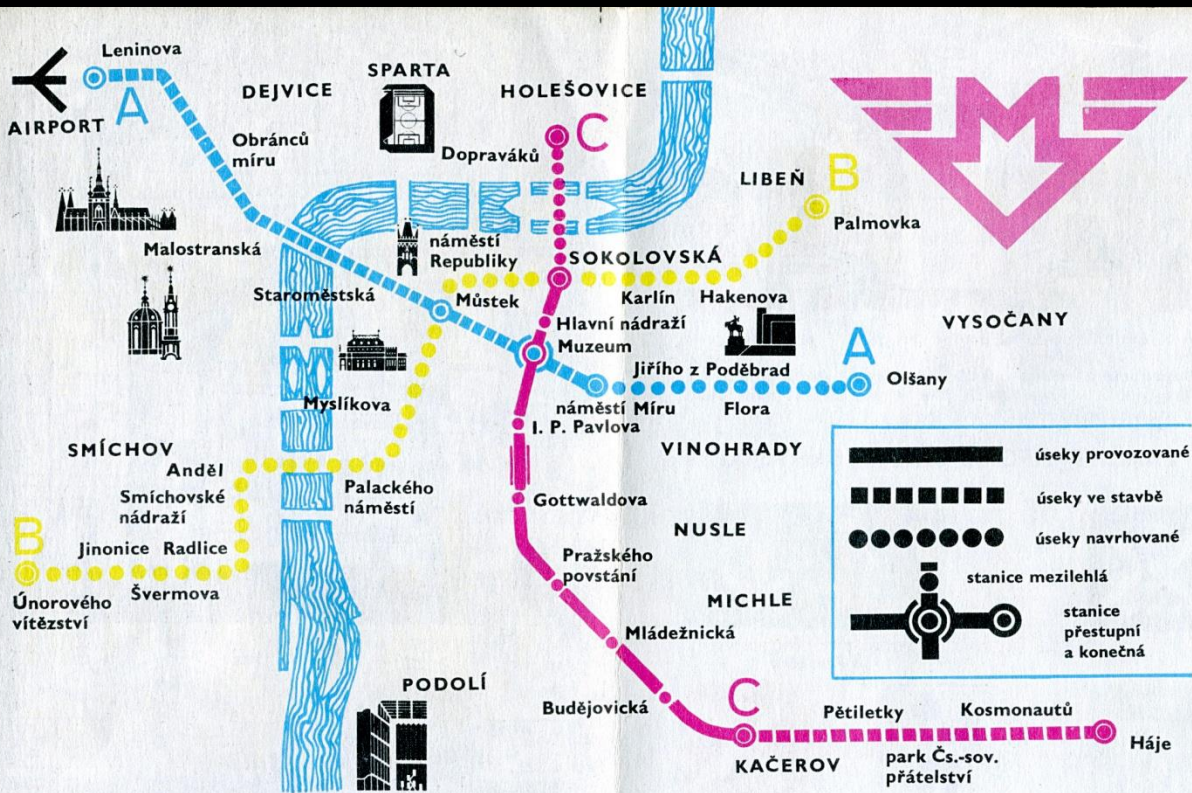 Leninova
A
AIRPORT
DEJVICE
SPARTA
HOLEŠOVICE
C
M
Obránců
míru
Dopraváků
LIBEŇ
B
Palmovka
Malostranská
náměstí
Republiky
SOKOLOVSKÁ
Staroměstská
Můstek
Karlín
Hakenova
Hlavní nádraží
Muzeum
VYSOČANY
A
Jiřího z Poděbrad
Olšany
Myslíkova
náměstí Míru
Flora
I. P. Pavlova
SMÍCHOV
Anděl
VINOHRADY
Smíchovské
nádraží
Palackého
náměstí
Gottwaldova
B
Jinonice
Radlice
NUSLE
Únorového
vítězství
Švermova
Pražského
povstání
MICHLE
Mládežnická
PODOLÍ
Budějovická
C
Pětiletky
Kosmonautů
KAČEROV
park Čs.-sov.
přátelství
Háje
úseky provozované
úseky ve stavbě
úseky navrhované
stanice mezilehlá
stanice
přestupní
a konečná